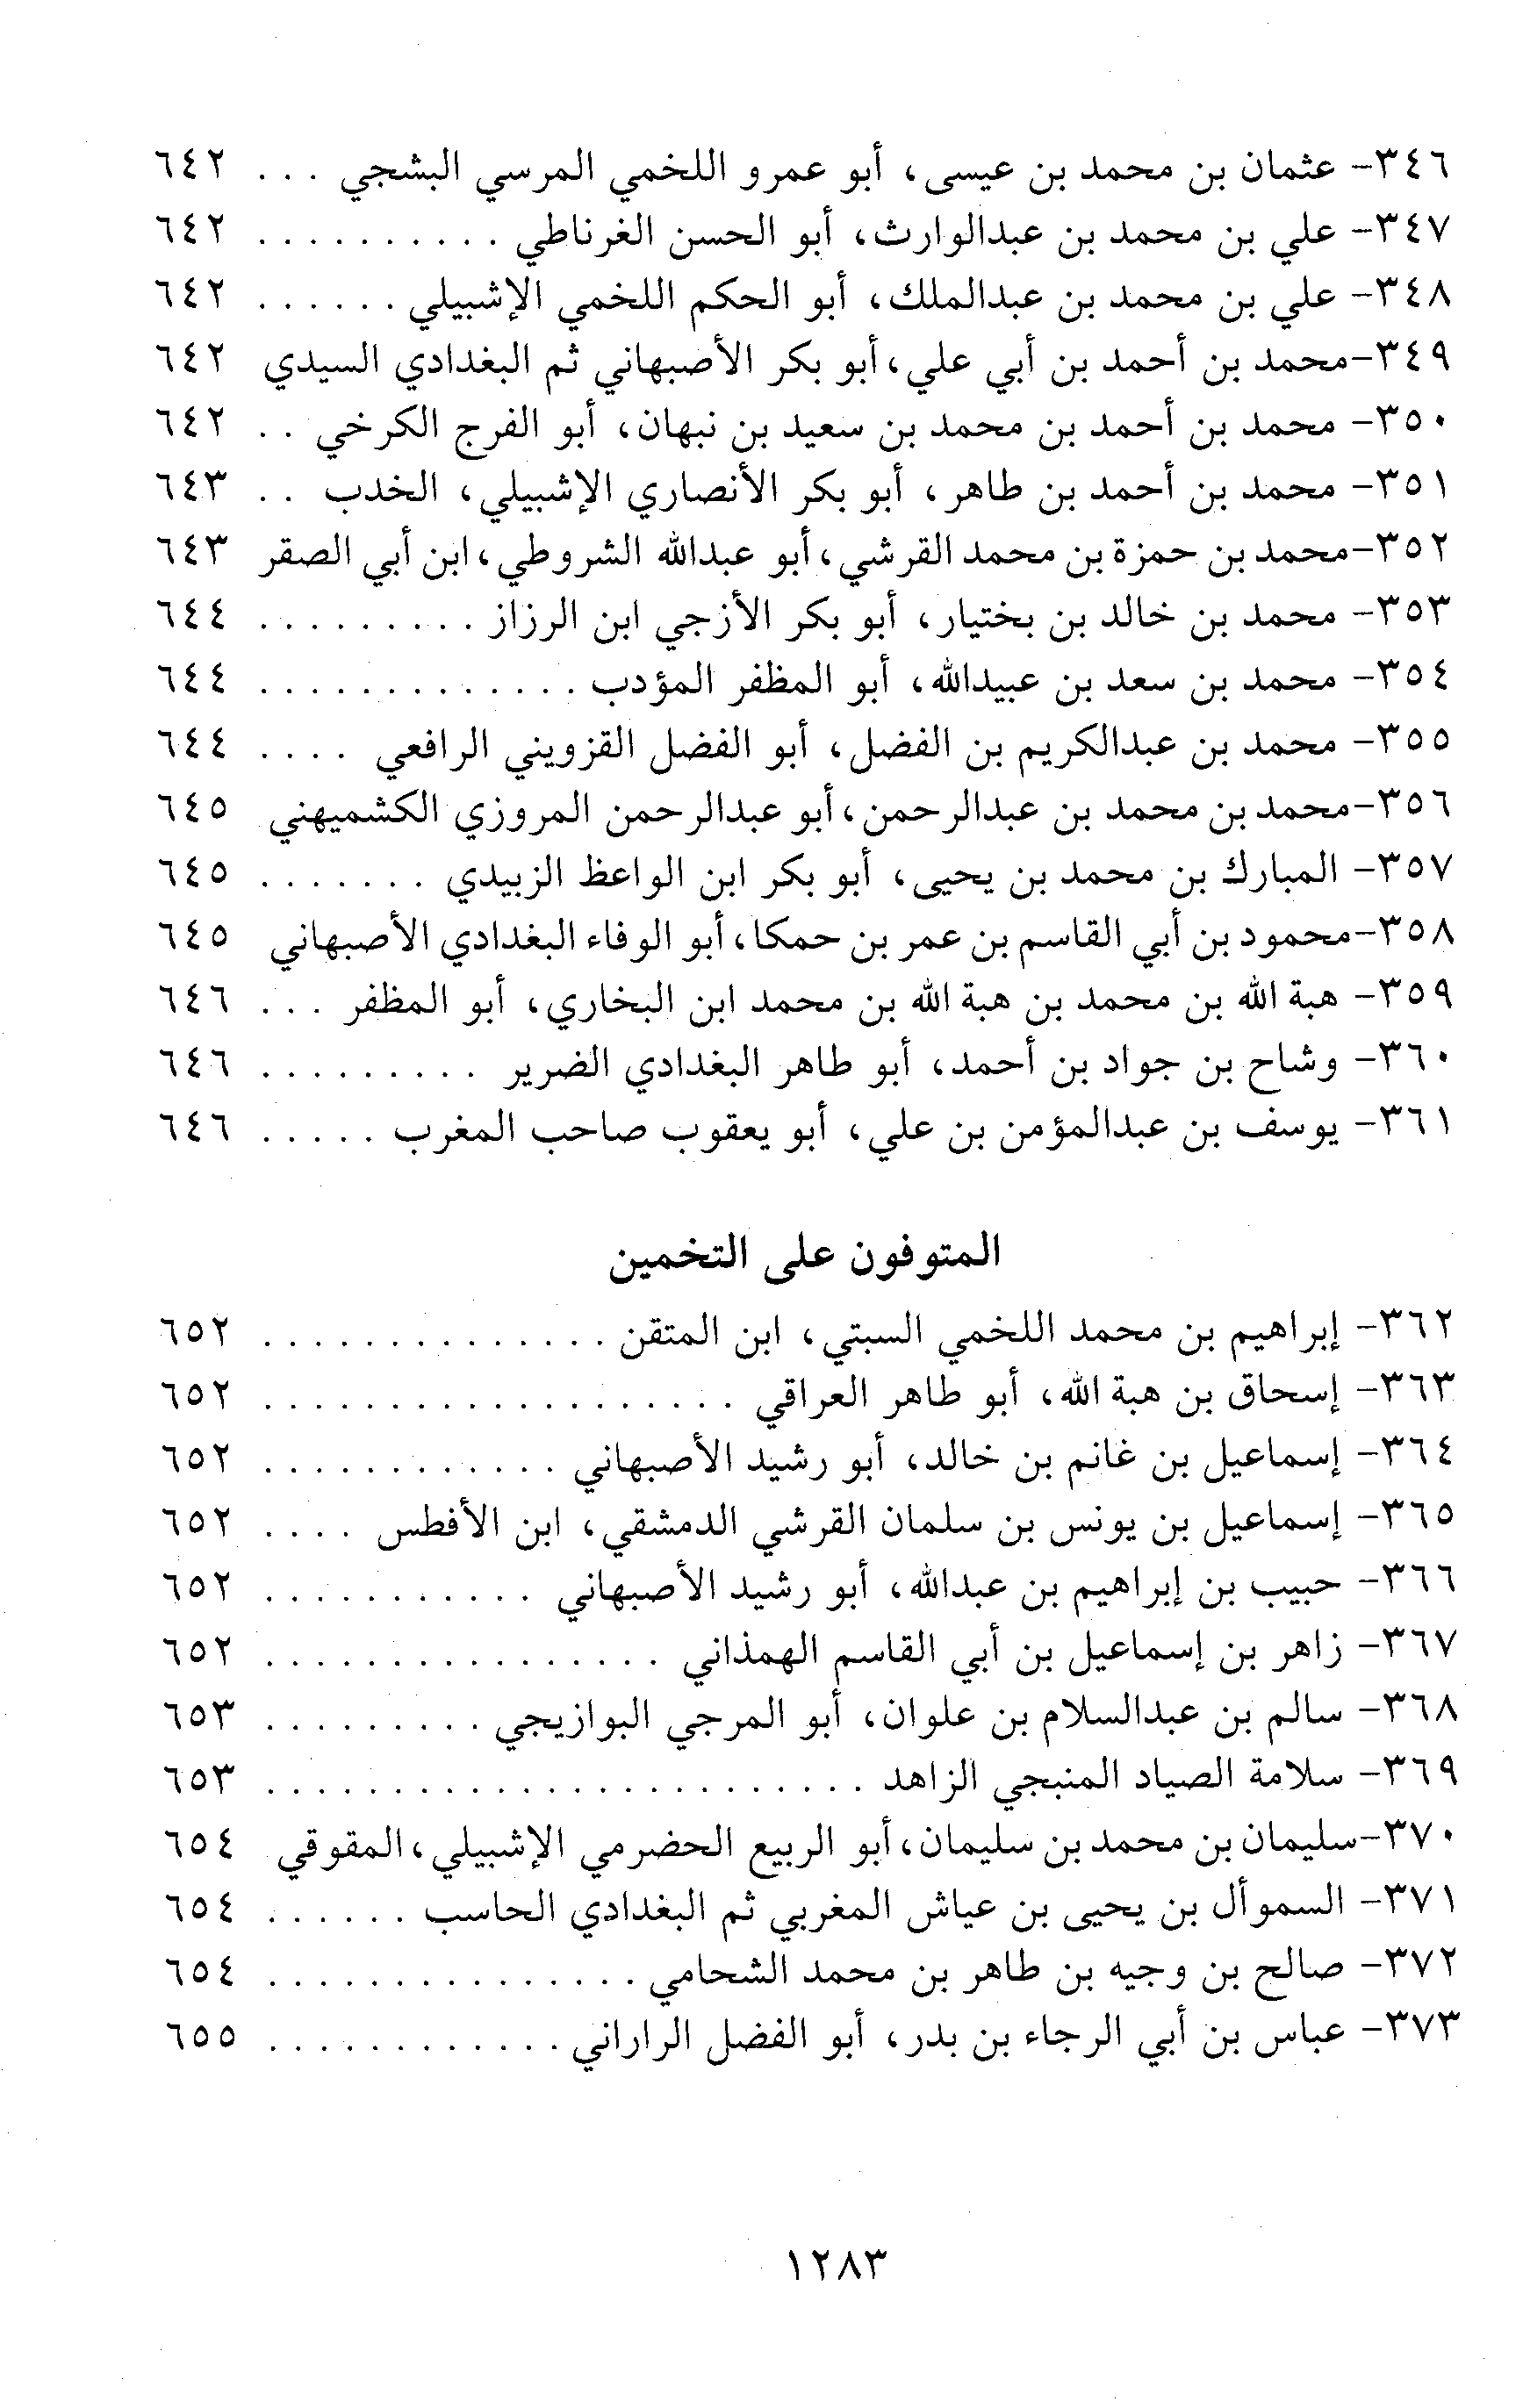 ٣٤٦- عثمان بن محمد بن عيسى، أبو عمرو اللخمي المرسي البشجي . . . ٦٤٢
٣٤٧- علي بن محمد بن عبدالوارث، أبو الحسن الغرناطي . . . . . . . . . . ٦٤٢
٣٤٨- علي بن محمد بن عبدالملك، أبو الحكم اللخمي الإشبيلي . . . . . . ٦٤٢
٣٤٩-محمد بن أحمد بن أبي علي، أبو بكر الأصبهاني ثم البغدادي السيدي ٦٤٢
٣٥٠- محمد بن أحمد بن محمد بن سعيد بن نبهان، أبو الفرج الكرخي . . ٦٤٢
٣٥١- محمد بن أحمد بن طاهر، أبو بكر الأنصاري الإشبيلي، الخدب . . ٦٤٣
٣٥٢-محمد بن حمزة بن محمد القرشي، أبو عبدالله الشروطي، ابن أبي الصقر ٦٤٣
٣٥٣- محمد بن خالد بن بختيار، أبو بكر الأزجي ابن الرزاز . . . . . . . . . ٦٤٤
٣٥٤- محمد بن سعد بن عبيدالله، أبو المظفر المؤدب . . . . . . . . . . . . . ٦٤٤
٣٥٥- محمد بن عبدالكريم بن الفضل، أبو الفضل القزويني الرافعي . . . . ٦٤٤
٣٥٦-محمد بن محمد بن عبدالرحمن، أبو عبدالرحمن المروزي الكشميهني ٦٤٥
٣٥٧- المبارك بن محمد بن يحيى، أبو بكر ابن الواعظ الزبيدي . . . . . . . ٦٤٥
٣٥٨-محمود بن أبي القاسم بن عمر بن حمكا، أبو الوفاء البغدادي الأصبهاني ٦٤٥
٣٥٩- هبة الله بن محمد بن هبة الله بن محمد ابن البخاري، أبو المظفر . . . ٦٤٦
٣٦٠- وشاح بن جواد بن أحمد، أبو طاهر البغدادي الضرير . . . . . . . . . ٦٤٦
٣٦١- يوسف بن عبدالمؤمن بن علي، أبو يعقوب صاحب المغرب . . . . . ٦٤٦
المتوفون على التخمين
٣٦٢- إبراهيم بن محمد اللخمي السبتي، ابن المتقن . . . . . . . . . . . . . . ٦٥٢
٣٦٣- إسحاق بن هبة الله، أبو طاهر العراقي . . . . . . . . . . . . . . . . . . . ٦٥٢
٣٦٤- إسماعيل بن غانم بن خالد، أبو رشيد الأصبهاني . . . . . . . . . . . . ٦٥٢
٣٦٥- إسماعيل بن يونس بن سلمان القرشي الدمشقي، ابن الأفطس . . . . ٦٥٢
٣٦٦- حبيب بن إبراهيم بن عبدالله، أبو رشيد الأصبهاني . . . . . . . . . . . ٦٥٢
٣٦٧- زاهر بن إسماعيل بن أبي القاسم الهمذاني . . . . . . . . . . . . . . . . ٦٥٢
٣٦٨- سالم بن عبدالسلام بن علوان، أبو المرجي البوازيجي . . . . . . . . . ٦٥٣
٣٦٩- سلامة الصياد المنبجي الزاهد . . . . . . . . . . . . . . . . . . . . . . . . ٦٥٣
٣٧٠-سليمان بن محمد بن سليمان، أبو الربيع الحضرمي الإشبيلي، المقوقي ٦٥٤
٣٧١- السموأل بن يحيى بن عياش المغربي ثم البغدادي الحاسب . . . . . . ٦٥٤
٣٧٢- صالح بن وجيه بن طاهر بن محمد الشحامي . . . . . . . . . . . . . . . ٦٥٤
٣٧٣- عباس بن أبي الرجاء بن بدر، أبو الفضل الراراني . . . . . . . . . . . . ٦٥٥
١٢٨٣